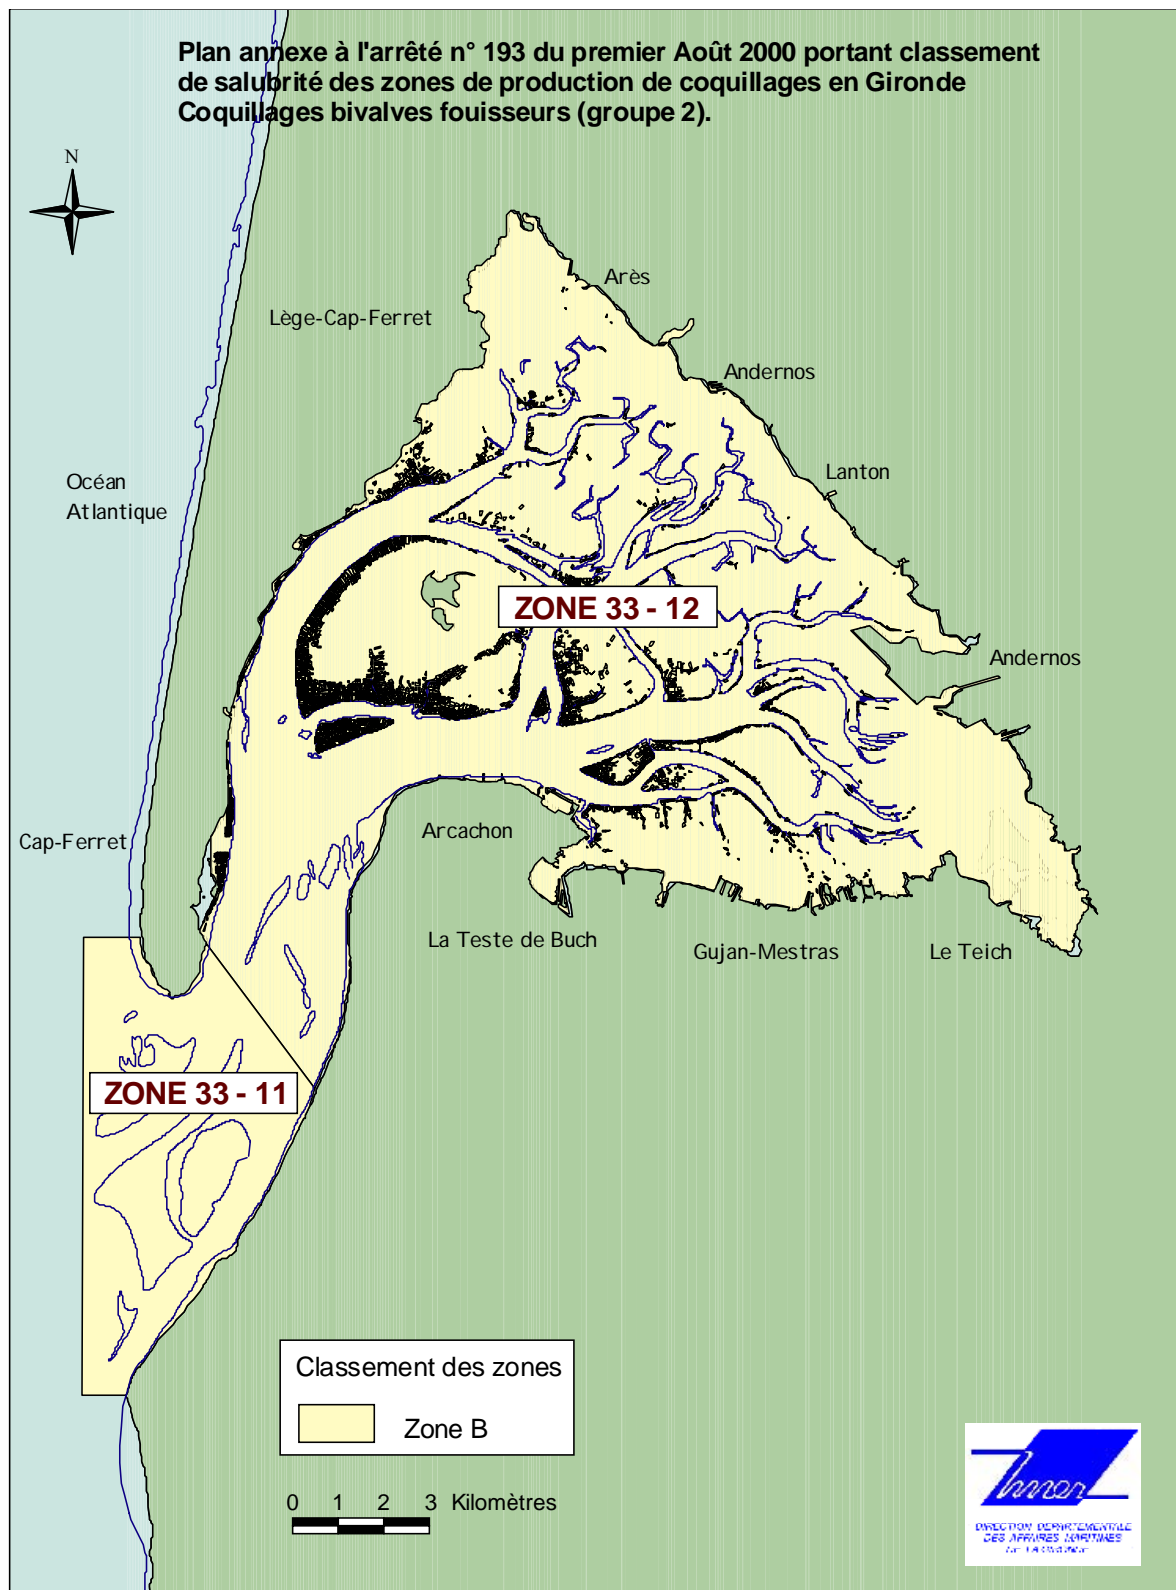 Plan annexe à l'arrêté n° 193 du premier Août 2000 portant classement
de salubrité des zones de production de coquillages en Gironde
Coquillages bivalves fouisseurs (groupe 2).
N
Arès
Lège-Cap-Ferret
Andernos
Lanton
Océan
Atlantique
ZONE 33 - 12
Andernos
Arcachon
Cap-Ferret
La Teste de Buch
Gujan-Mestras
Le Teich
ZONE 33 - 11
Classement des zones
Zone B
0 1 2 3 Kilomètres
DIRECTION DEPARTEMENTALE
DES AFFAIRES MARITIMES